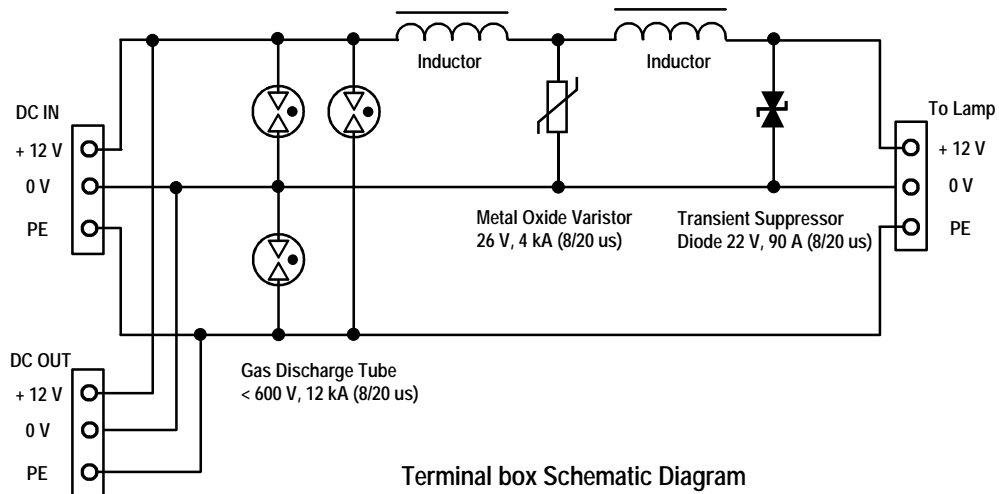 Inductor
Inductor
DC IN
+ 12 V
0 V
PE
To Lamp
+ 12 V
0 V
PE
Metal Oxide Varistor
26 V, 4 kA (8/20 us)
Transient Suppressor
Diode 22 V, 90 A (8/20 us)
DC OUT
+ 12 V
0 V
PE
Gas Discharge Tube
< 600 V, 12 kA (8/20 us)
Terminal box Schematic Diagram